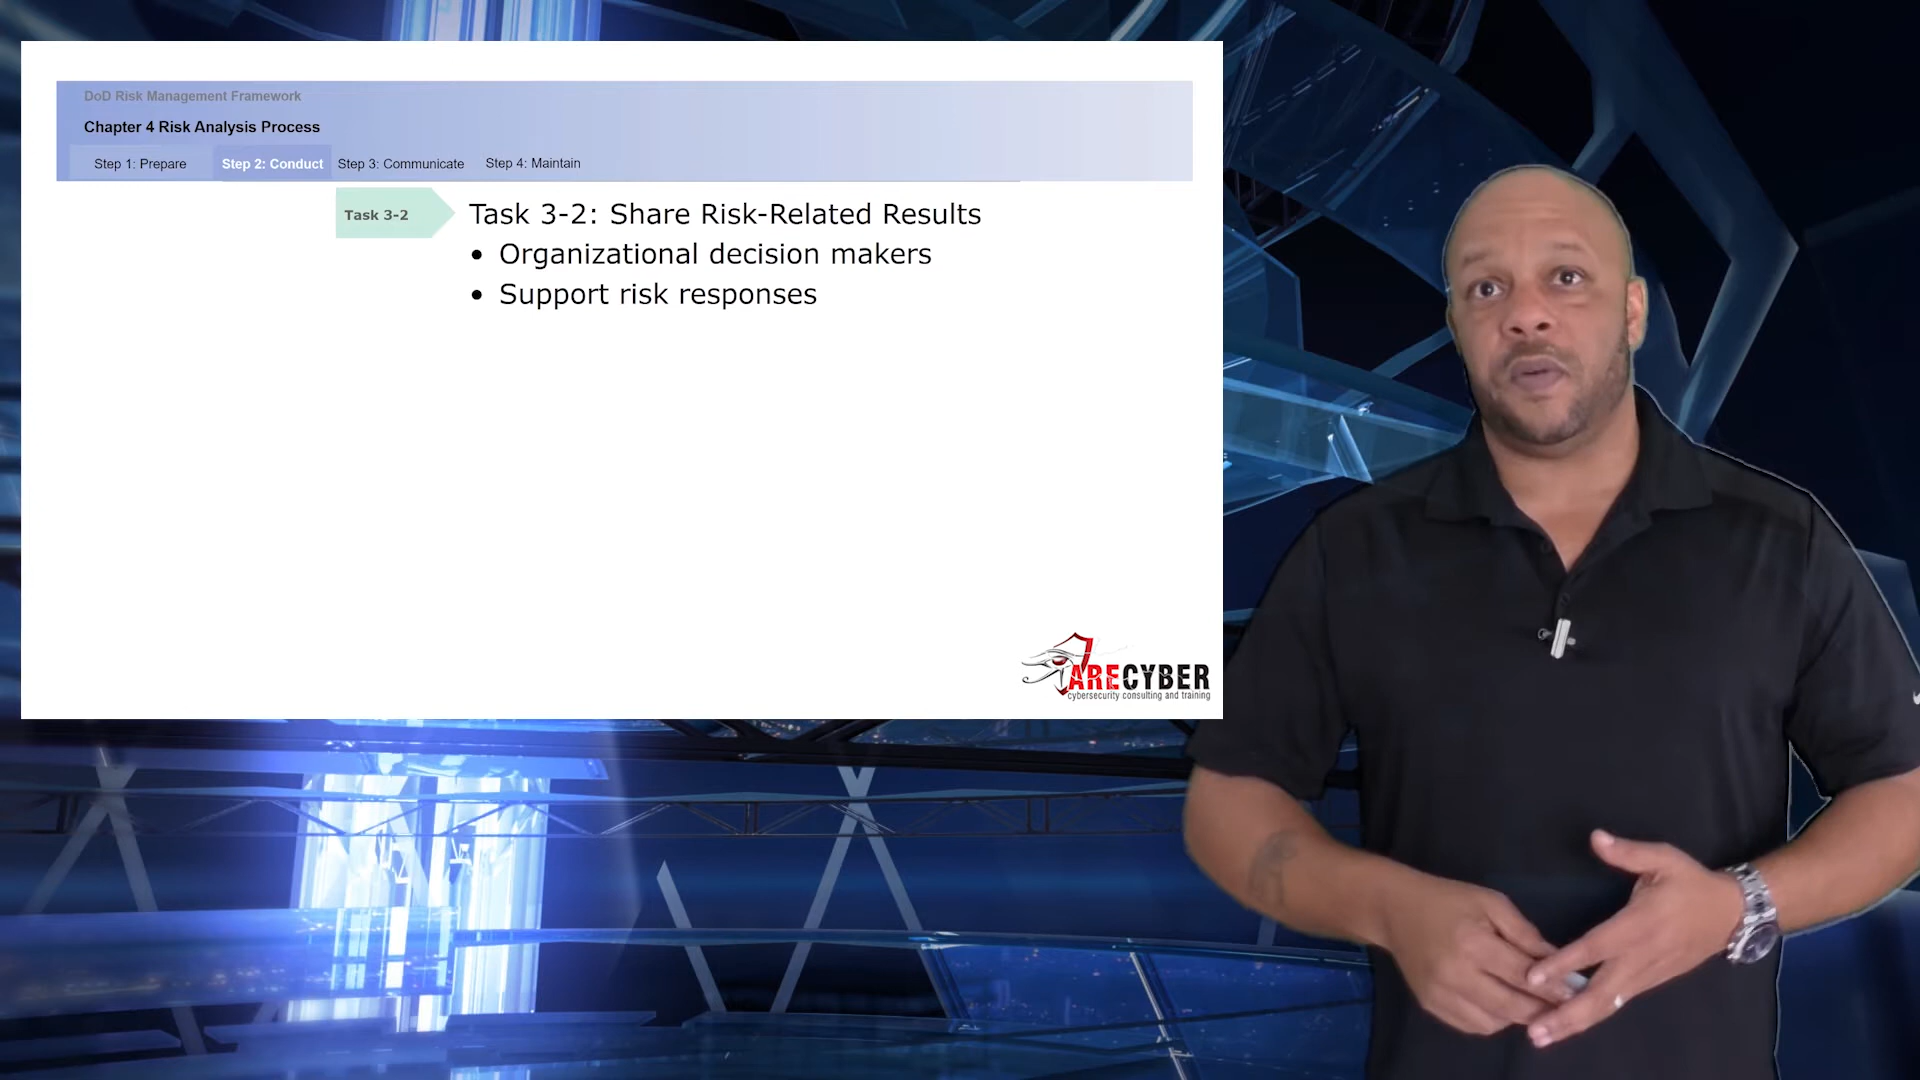 DoD Risk Management Framework
Chapter 4 Risk Analysis Process
Step 1: Prepare Step 2: Conduct Step 3: Communicate Step 4: Maintain
Task 3-2
Task 3-2: Share Risk-Related Results
• Organizational decision makers
• Support risk responses
ARECYBER
cybersecurity consulting and training